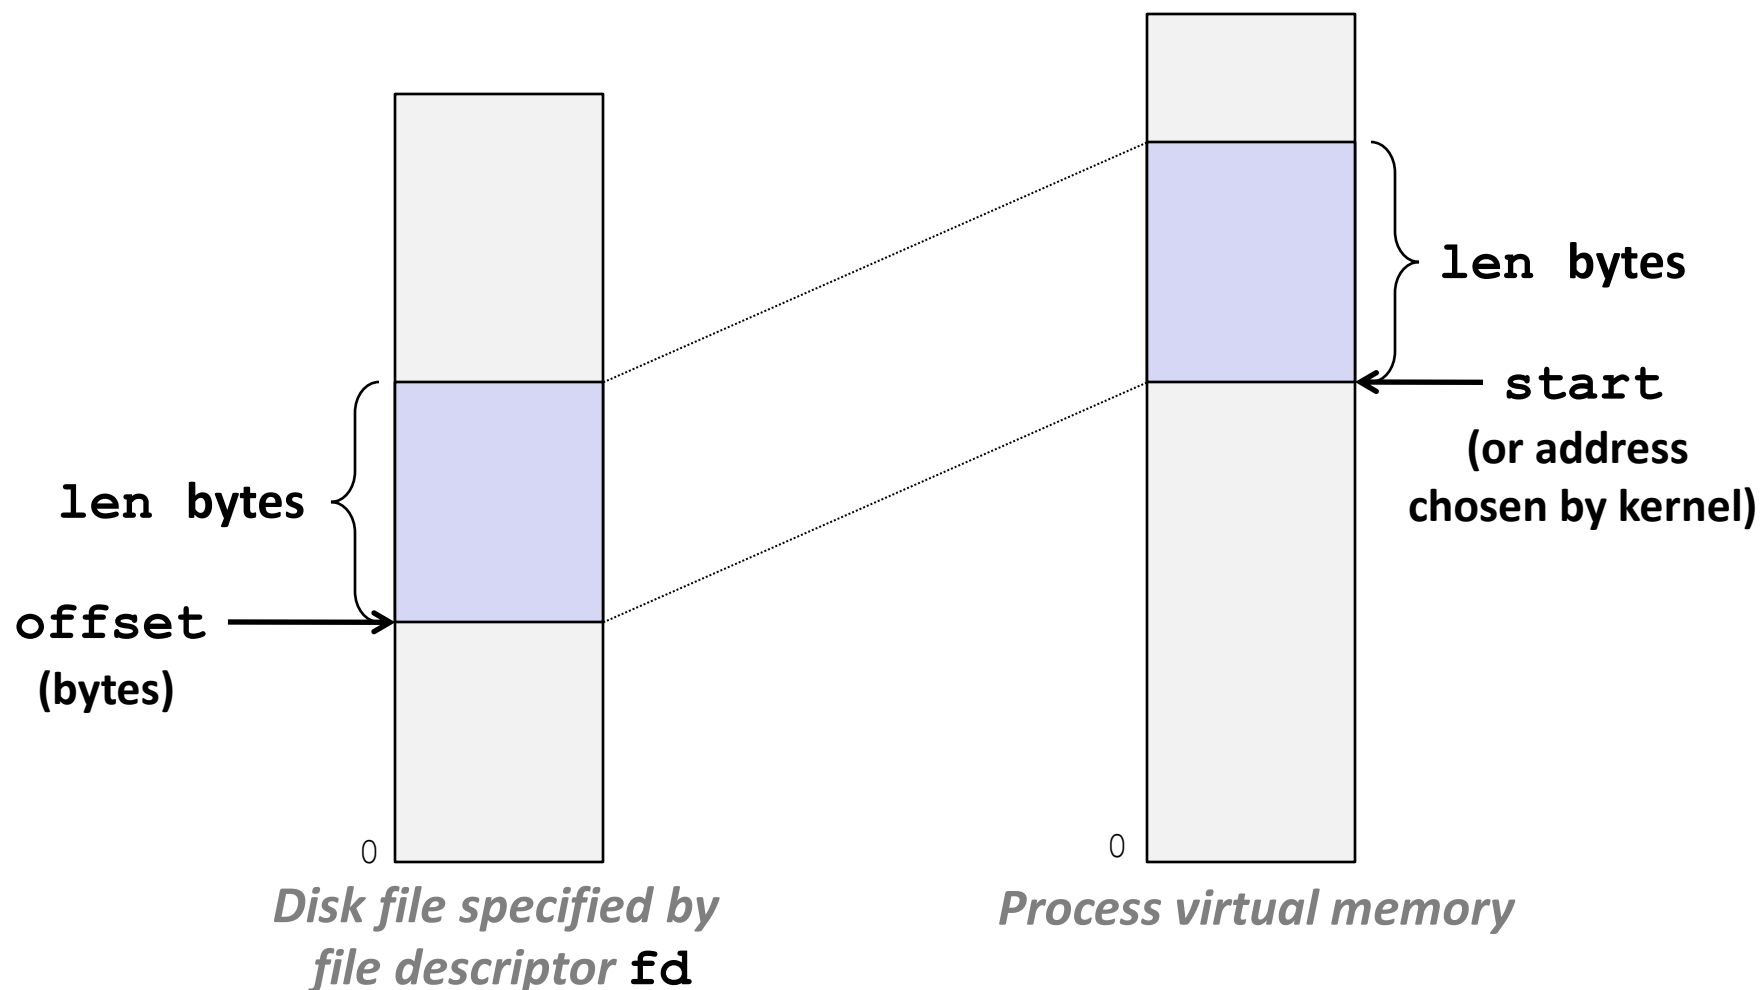 len bytes
offset
(bytes)
0
Disk file specified by
file descriptor fd
len bytes
start
(or address
chosen by kernel)
0
Process virtual memory